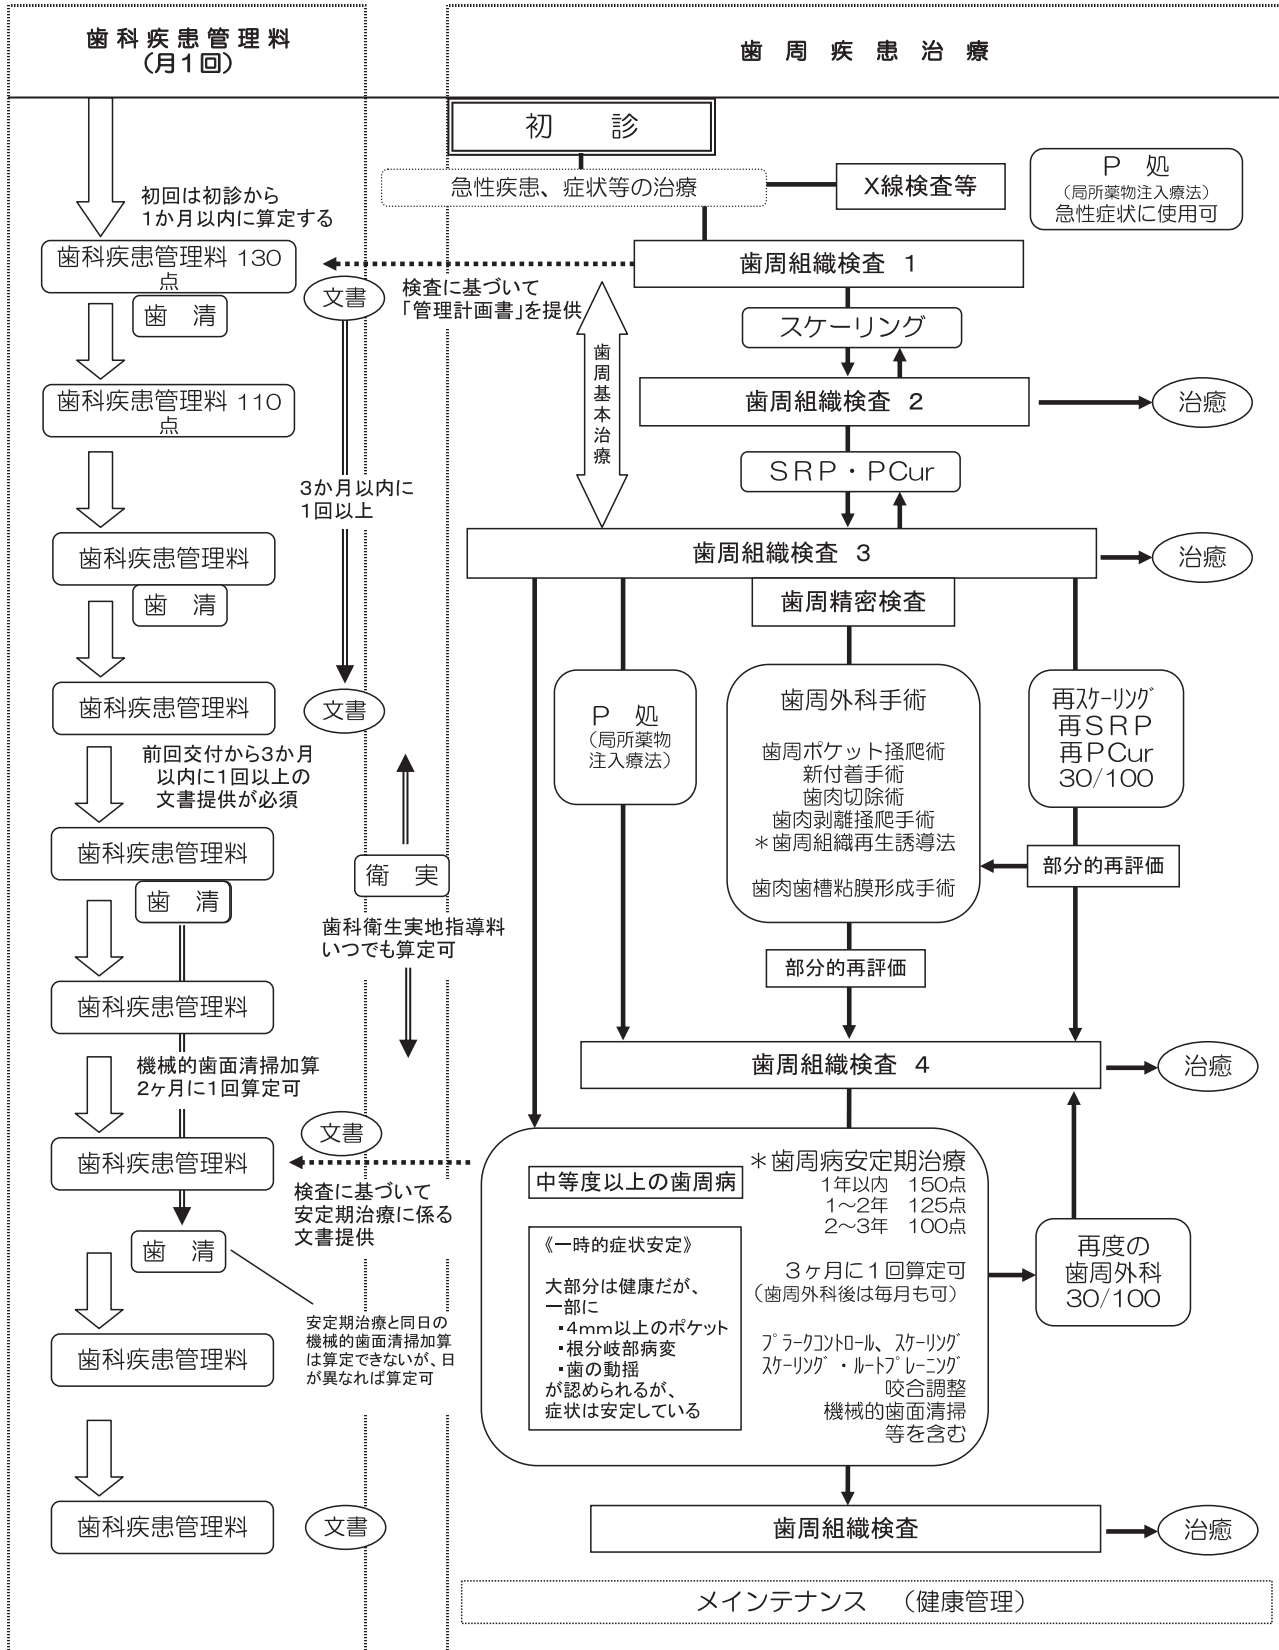 歯科疾患管理料
(月1回)
歯周疾患治療
初 診
急性疾患、症状等の治療
X線検査等
P 処
(局所薬物注入療法)
急性症状に使用可
初回は初診から
1か月以内に算定する
歯科疾患管理料 130
点
歯 清
文書
検査に基づいて
「管理計画書」を提供
歯周組織検査 1
スケーリング
歯周基本治療
歯科疾患管理料 110
点
歯周組織検査 2
治癒
SRP・PCur
3か月以内に
1回以上
歯科疾患管理料
歯 清
歯周組織検査 3
治癒
歯周精密検査
歯科疾患管理料
文書
P 処
(局所薬物
注入療法)
歯周外科手術
歯周ポケット掻爬術
新付着手術
歯肉切除術
歯肉剥離掻爬手術
＊歯周組織再生誘導法
歯肉歯槽粘膜形成手術
再スケーリング
再SRP
再PCur
30/100
前回交付から3か月
以内に1回以上の
文書提供が必須
歯科疾患管理料
歯 清
衛 実
歯科衛生実地指導料
いつでも算定可
部分的再評価
部分的再評価
歯科疾患管理料
機械的歯面清掃加算
2ヶ月に1回算定可
歯周組織検査 4
治癒
文書
歯科疾患管理料
検査に基づいて
安定期治療に係る
文書提供
歯 清
安定期治療と同日の
機械的歯面清掃加算
は算定できないが、日
が異なれば算定可
中等度以上の歯周病
《一時的症状安定》
大部分は健康だが、
一部に
・4mm以上のポケット
・根分岐部病変
・歯の動揺
が認められるが、
症状は安定している
＊歯周病安定期治療
1年以内 150点
1～2年 125点
2～3年 100点
3ヶ月に1回算定可
(歯周外科後は毎月も可)
プラークコントロール、スケーリング
スケーリング・ルートプレーニング
咬合調整
機械的歯面清掃
等を含む
再度の
歯周外科
30/100
歯科疾患管理料
歯科疾患管理料
文書
歯周組織検査
治癒
メインテナンス (健康管理)